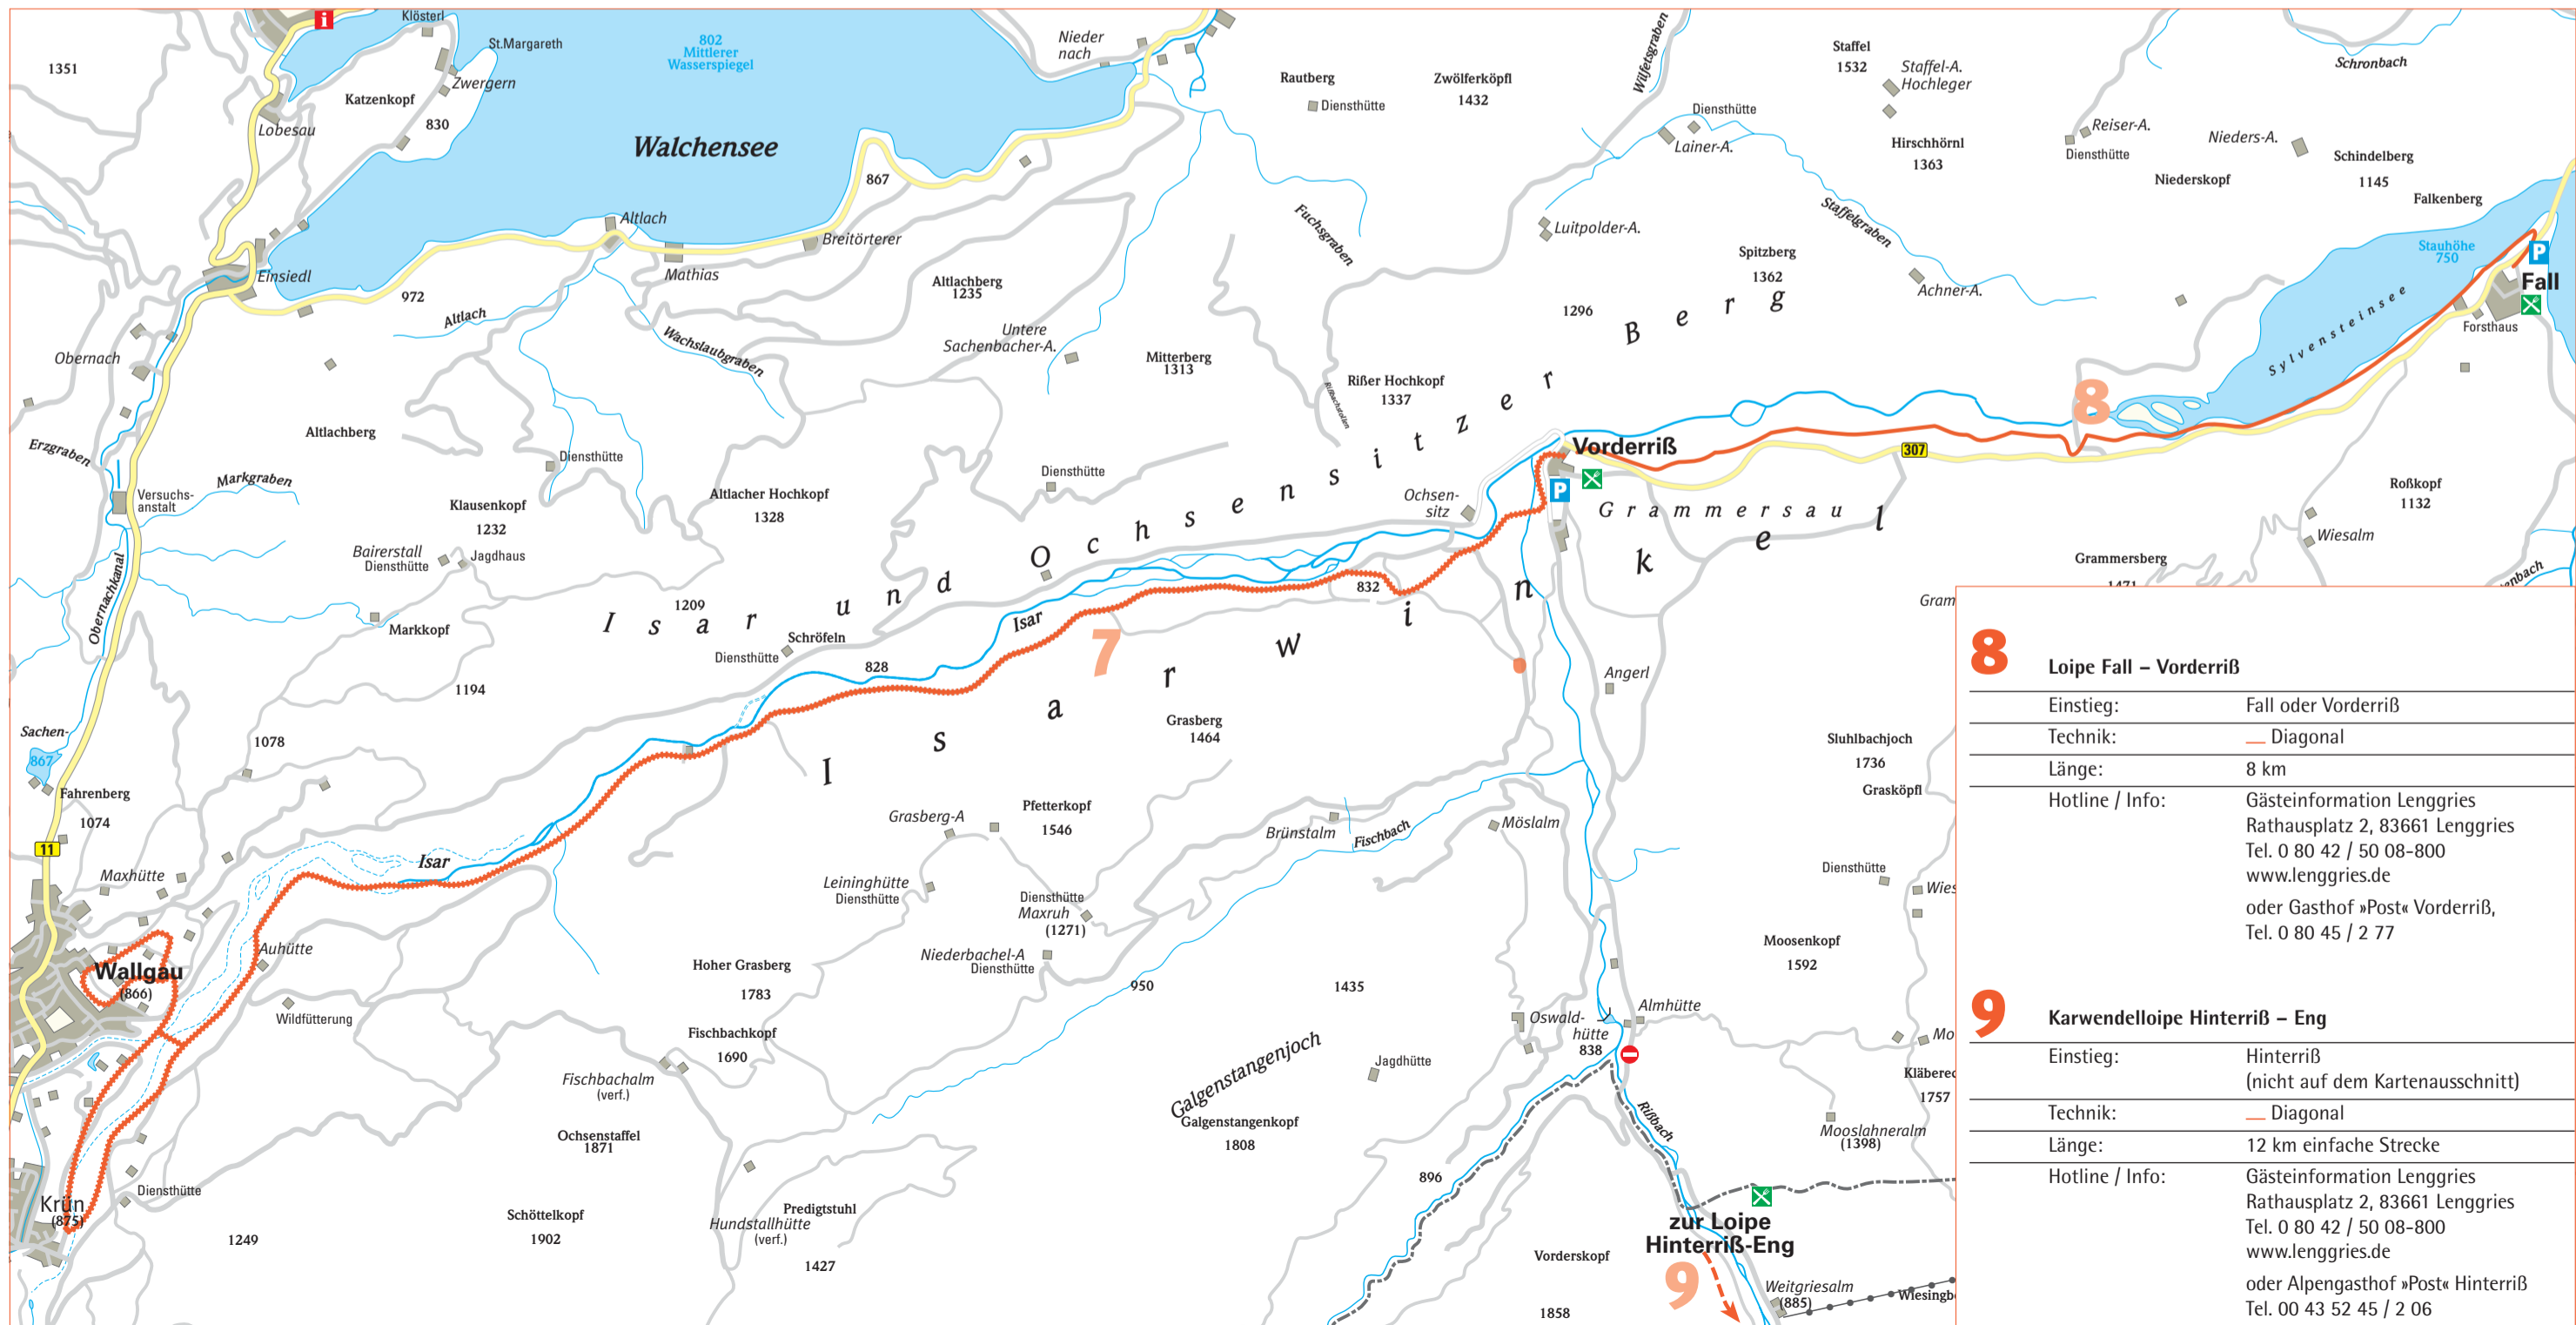 i
Klösterl
St.Margareth
802
Mittlerer
Wasserspiegel
Nieder
nach
1351
Zwergern
Katzenkopf
830
Lobesau
Walchensee
867
Rautberg
Diensthütte
Zwölferköpfl
1432
Wilfetsgraben
Staffel
1532
Staffel-A.
Hochleger
Schronbach
Diensthütte
Lainer-A.
Hirschhörnl
1363
Reiser-A.
Diensthütte
Nieders-A.
Schindelberg
1145
Niederskopf
Falkenberg
Altlach
Breitörterer
Mathias
Einsiedl
972
Altlach
Fuchsgraben
Luitpolder-A.
Staffelgraben
Spitzberg
1362
Achner-A.
Stauhöhe
750
P
Fall
Forsthaus
Sylvensteinsee
Altlachberg
1235
Untere
Sachenbacher-A.
Wachslaubgraben
Mitterberg
1313
1296
Obernach
Rißer Hochkopf
1337
Rißbachstollen
Isar und Ochsensitzer Berg
8
Altlachberg
Erzgraben
Markgraben
Versuchs-
anstalt
Diensthütte
Klausenkopf
1232
Altlacher Hochkopf
1328
Diensthütte
Vorderriß
307
P
Ochsen-
sitz
Grammersau
Roßkopf
1132
Wiesalm
Bairerstall
Diensthütte
Jagdhaus
Obernachkanal
Grammersberg
1471
enbach
Gram
1209
Markkopf
Schröfeln
Diensthütte
828
Isar
832
7
Isarwinkel
1194
Angerl
Grasberg
1464
1078
Sachen-
867
Fahrenberg
1074
Sluhlbachjoch
1736
Grasköpfl
11
Grasberg-A
Pfetterkopf
1546
Brünstalm
Fischbach
Möslalm
Isar
Maxhütte
Leininghütte
Diensthütte
Diensthütte
Maxruh
(1271)
Diensthütte
Wies
Auhütte
Wallgau
(866)
Niederbachel-A
Diensthütte
Hoher Grasberg
1783
950
1435
Moosenkopf
1592
Wildfütterung
Fischbachkopf
1690
Galgenstangenjoch
Oswald-
hütte
838
Almhütte
Mo
Jagdhütte
Fischbachalm
(verf.)
Kläberec
1757
Galgenstangenkopf
1808
Rißbach
Mooslahneralm
(1398)
Ochsenstaffel
1871
896
Diensthütte
Krün
(875)
Schöttelkopf
1902
Predigtstuhl
Hundstallhütte
(verf.)
1249
1427
zur Loipe
Hinterriß-Eng
Vorderskopf
9
1858
Weitgriesalm
(885)
Wiesingb
8 Loipe Fall – Vorderriß
Einstieg: Fall oder Vorderriß
Technik: Diagonal
Länge: 8 km
Hotline / Info: Gästeinformation Lenggries
Rathausplatz 2, 83661 Lenggries
Tel. 0 80 42 / 50 08-800
www.lenggries.de
oder Gasthof »Post« Vorderriß,
Tel. 0 80 45 / 2 77
9 Karwendelloipe Hinterriß – Eng
Einstieg: Hinterriß
(nicht auf dem Kartenausschnitt)
Technik: Diagonal
Länge: 12 km einfache Strecke
Hotline / Info: Gästeinformation Lenggries
Rathausplatz 2, 83661 Lenggries
Tel. 0 80 42 / 50 08-800
www.lenggries.de
oder Alpengasthof »Post« Hinterriß
Tel. 00 43 52 45 / 2 06